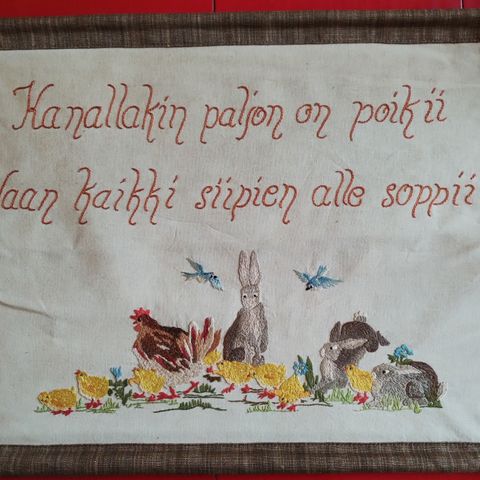 Kanallakin paljon on poikii
Vaan kaikki siipien alle soppii